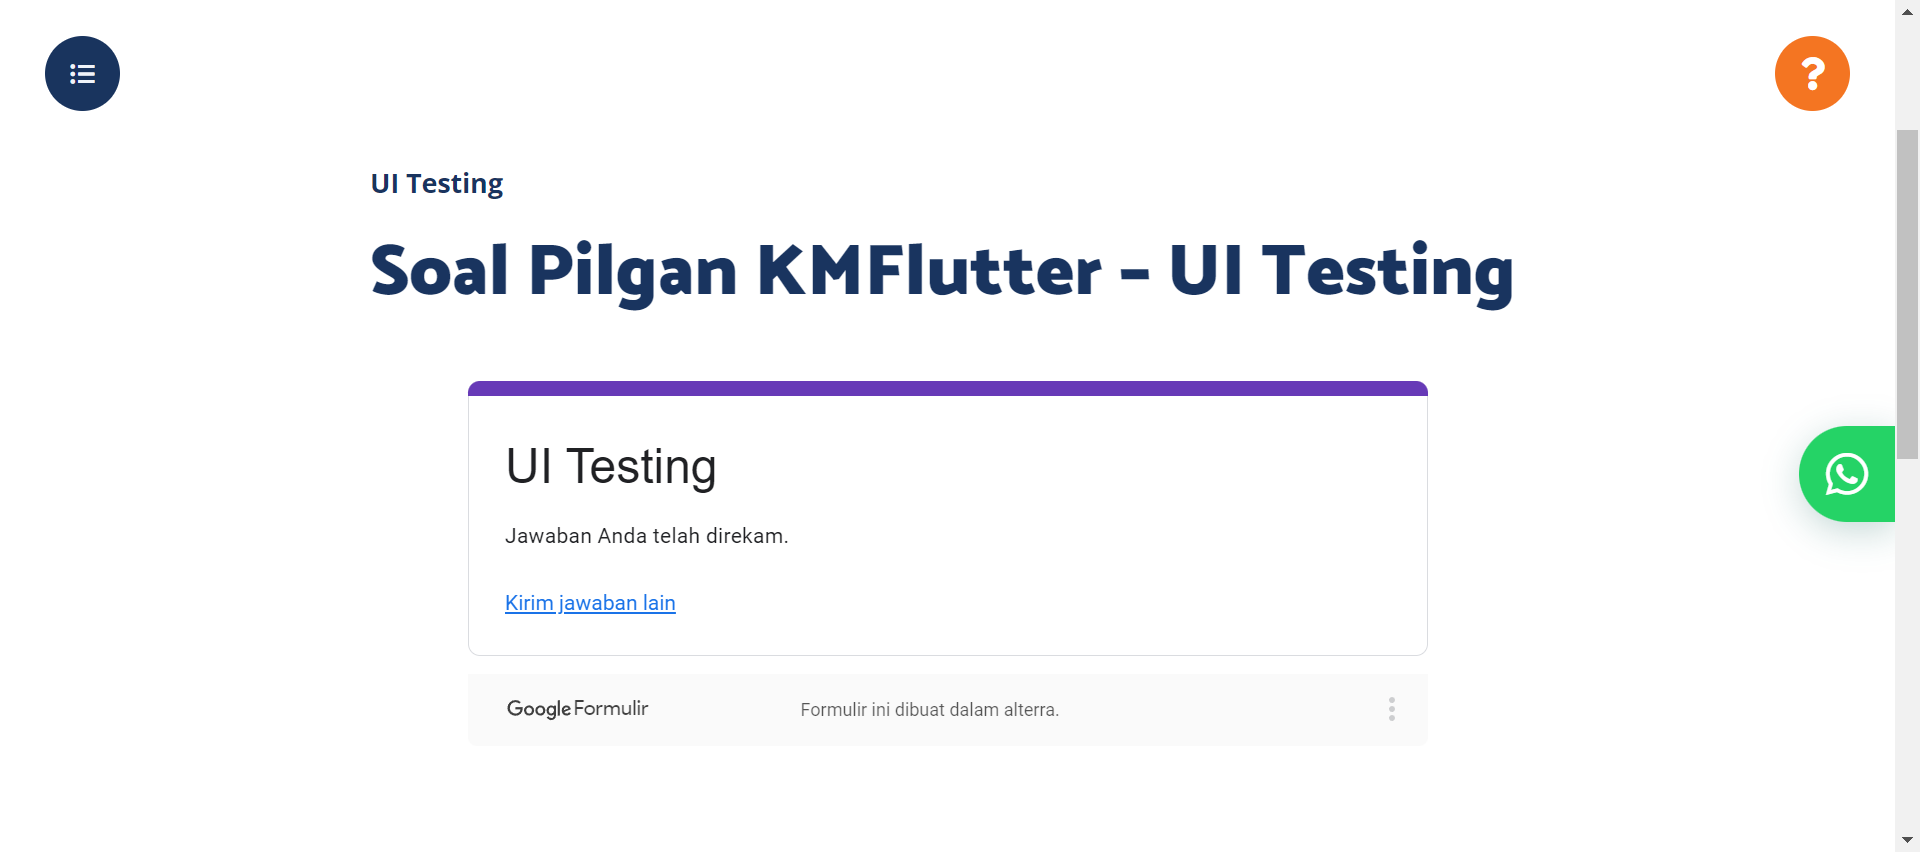 UI Testing
Soal Pilgan KMFlutter – UI Testing
UI Testing
Jawaban Anda telah direkam.
Kirim jawaban lain
Google Formulir
Formulir ini dibuat dalam alterra.